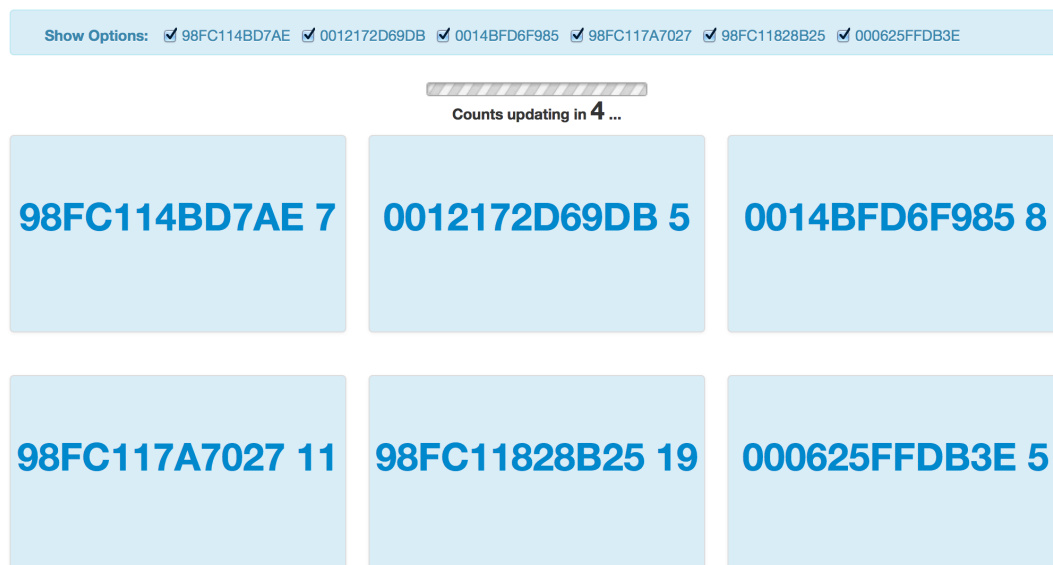 Show Options: 98FC114BD7AE 0012172D69DB 0014BFD6F985 98FC117A7027 98FC11828B25 000625FFDB3E
Counts updating in 4 ...
98FC114BD7AE 7 0012172D69DB 5 0014BFD6F985 8
98FC117A7027 11 98FC11828B25 19 000625FFDB3E 5